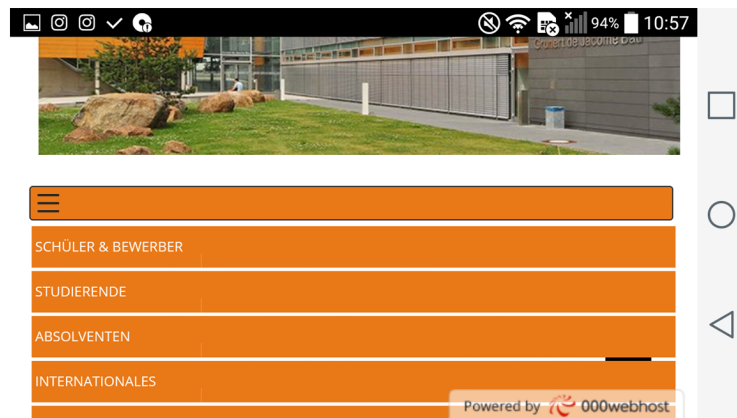 94% 10:57
SCHÜLER & BEWERBER
STUDIERENDE
ABSOLVENTEN
INTERNATIONALES
Powered by 000webhost